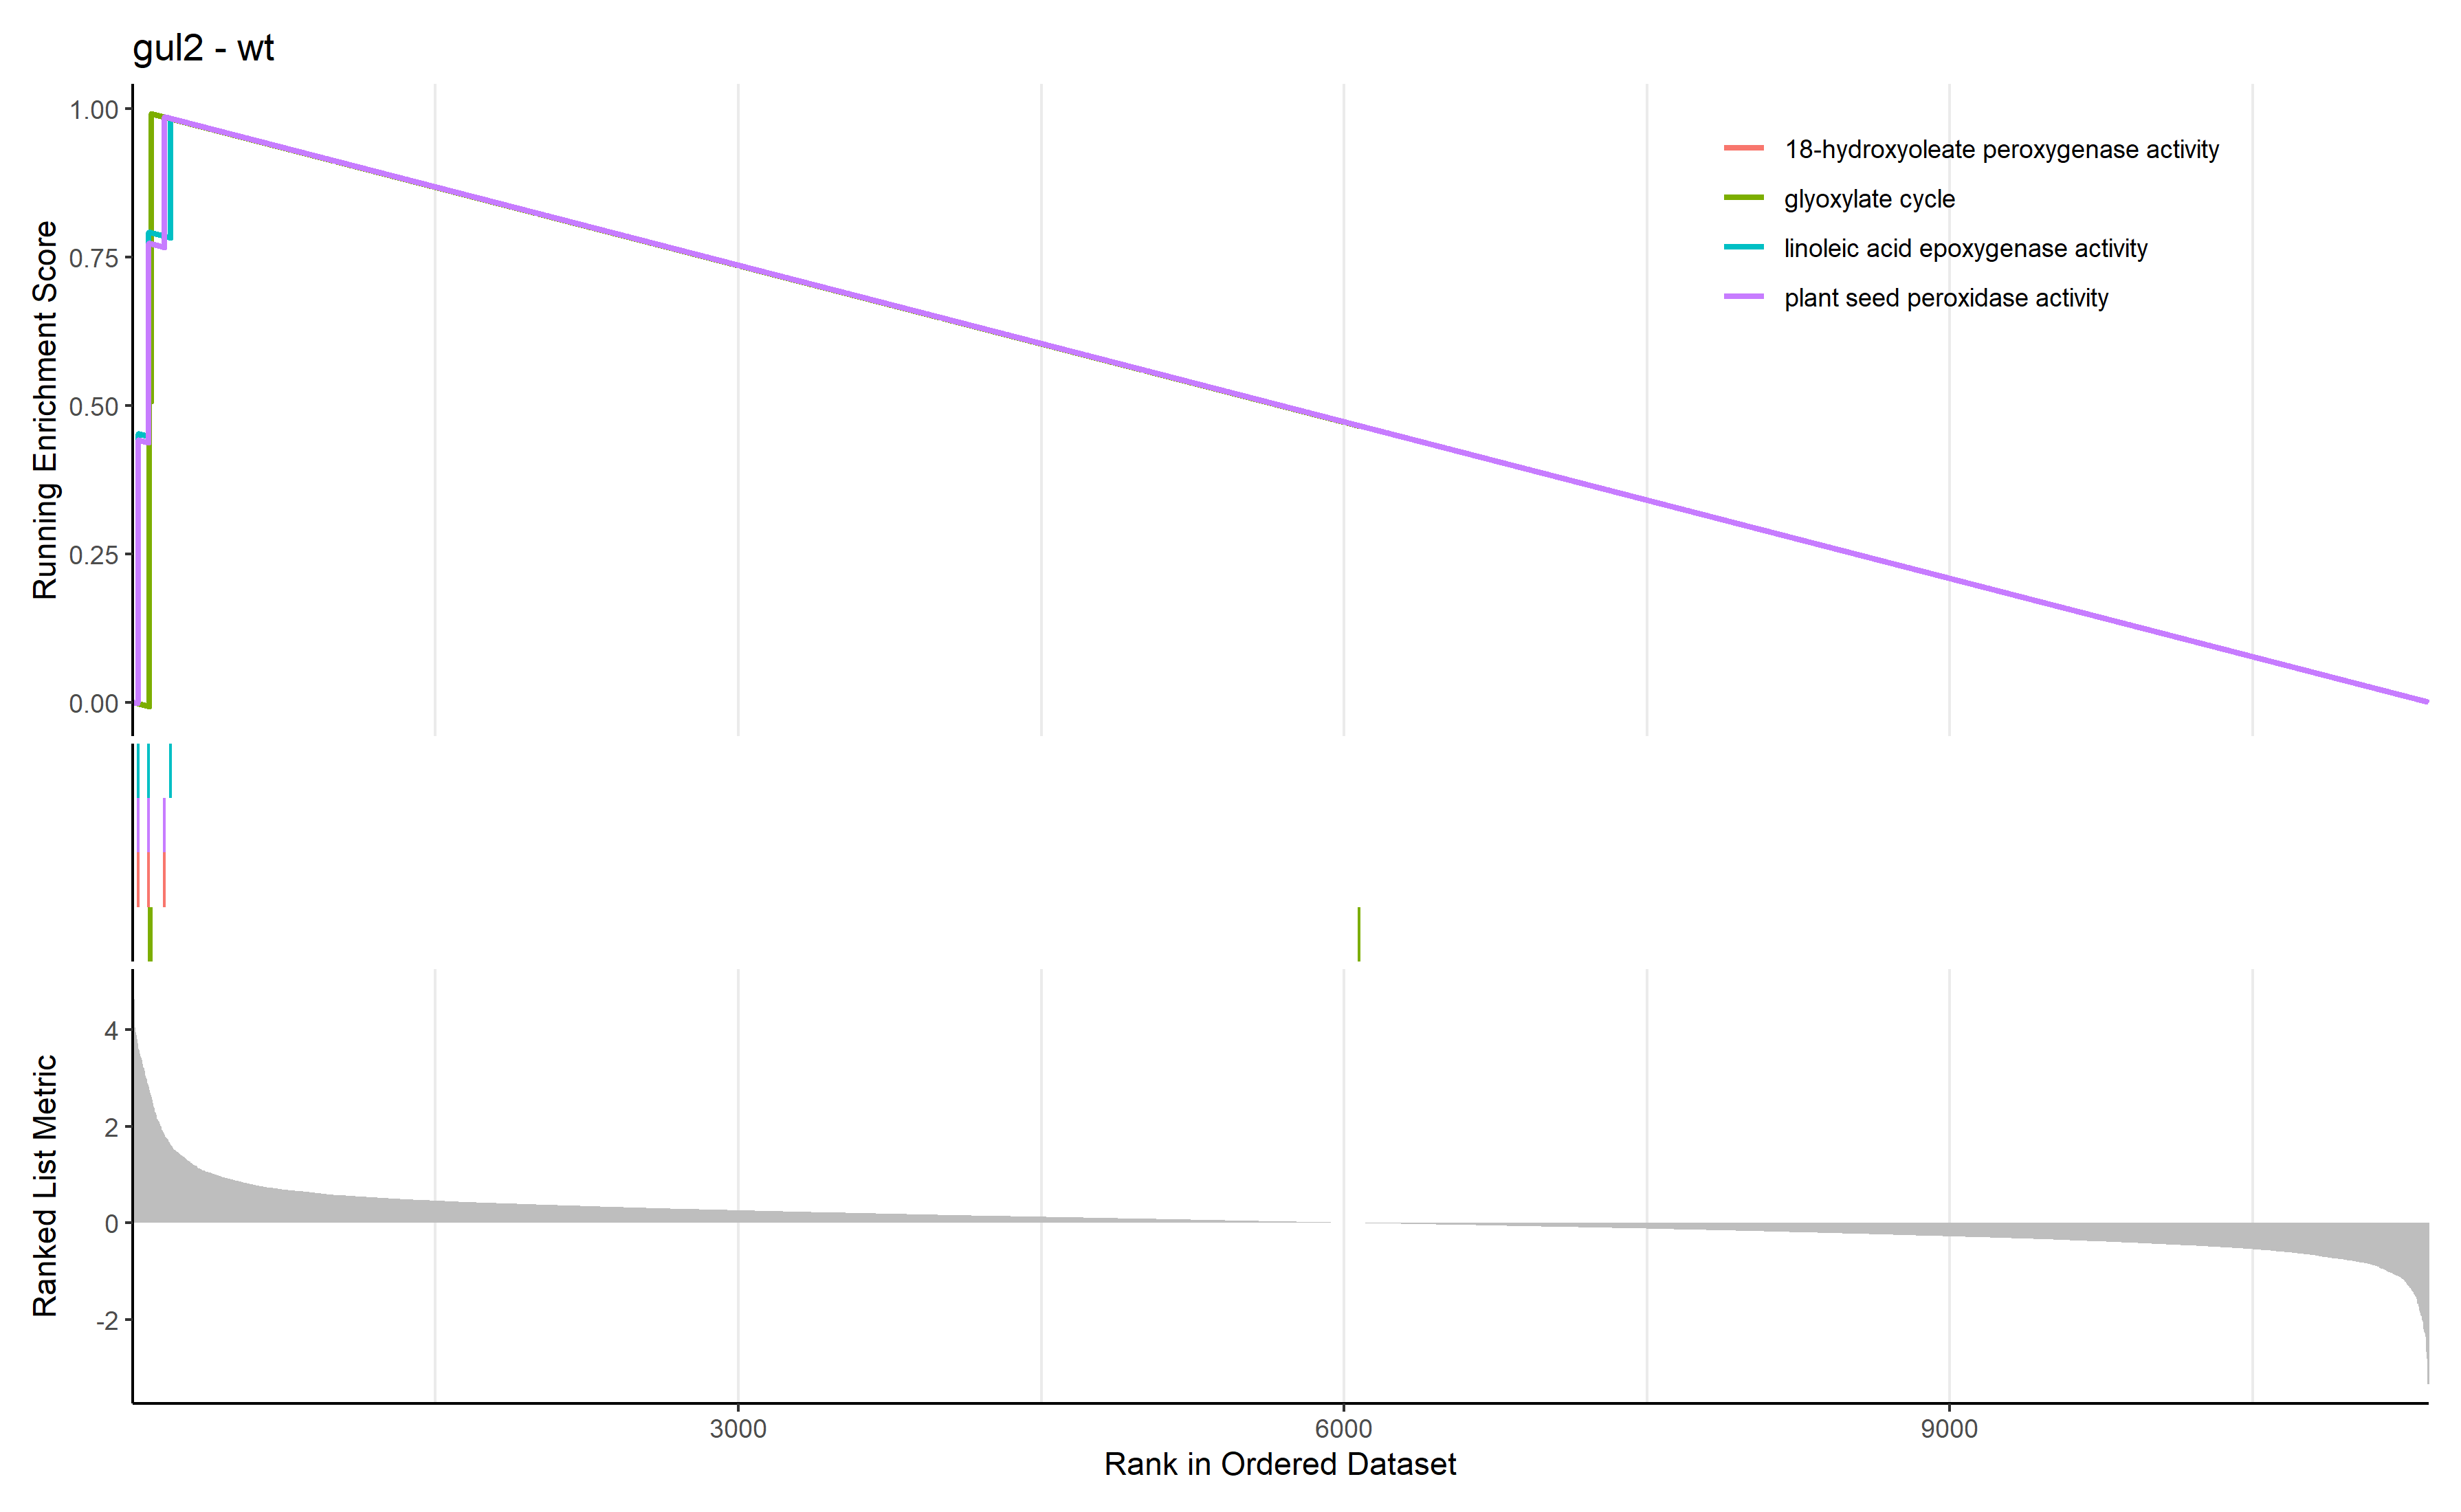 gul2 - wt
Running Enrichment Score
1.00
0.75
0.50
0.25
0.00
18-hydroxyoleate peroxygenase activity
glyoxylate cycle
linoleic acid epoxygenase activity
plant seed peroxidase activity
Ranked List Metric
4
2
0
-2
3000
6000
9000
Rank in Ordered Dataset